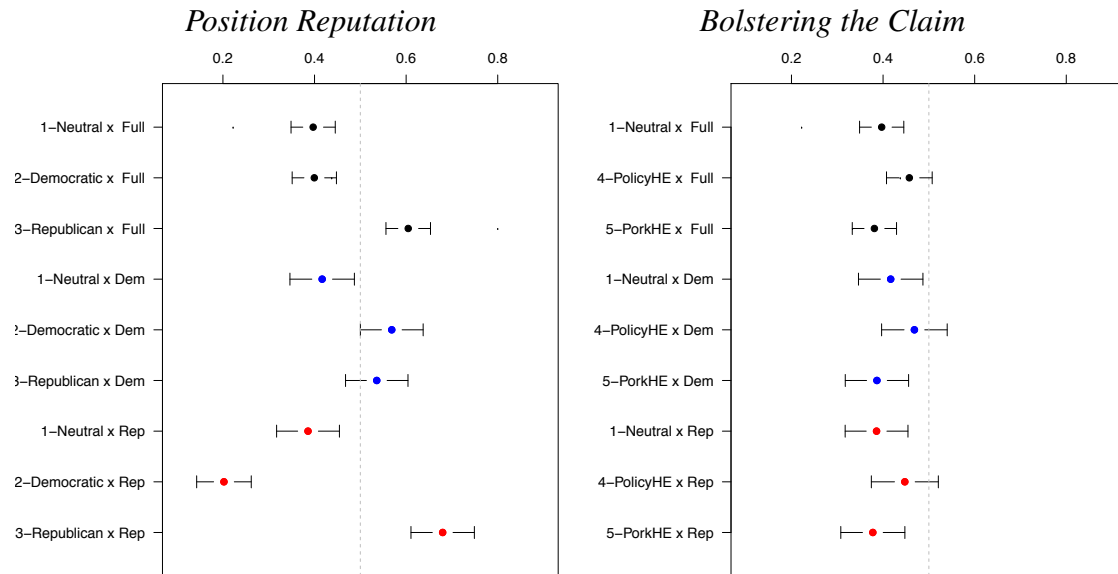 Position Reputation
0.2 0.4 0.6 0.8
1−Neutral x Full
2−Democratic x Full
3−Republican x Full
1−Neutral x Dem
2−Democratic x Dem
3−Republican x Dem
1−Neutral x Rep
2−Democratic x Rep
3−Republican x Rep
Bolstering the Claim
0.2 0.4 0.6 0.8
1−Neutral x Full
4−PolicyHE x Full
5−PorkHE x Full
1−Neutral x Dem
4−PolicyHE x Dem
5−PorkHE x Dem
1−Neutral x Rep
4−PolicyHE x Rep
5−PorkHE x Rep